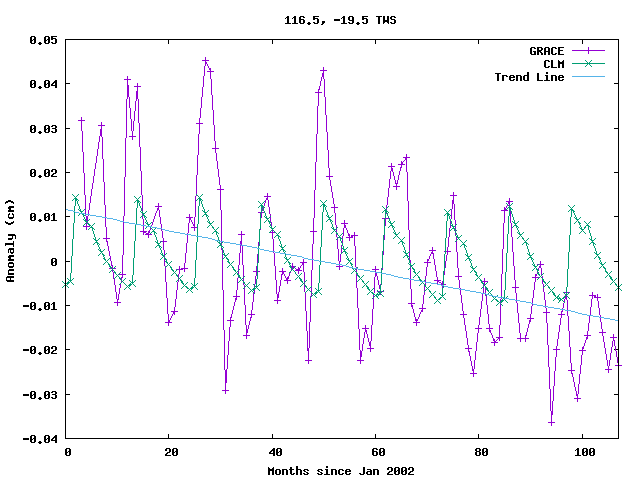 116.5, -19.5 TWS
GRACE
CLM
Trend Line
0.05
0.04
0.03
0.02
0.01
0
-0.01
-0.02
-0.03
-0.04
Anomaly (cm)
0 20 40 60 80 100
Months since Jan 2002